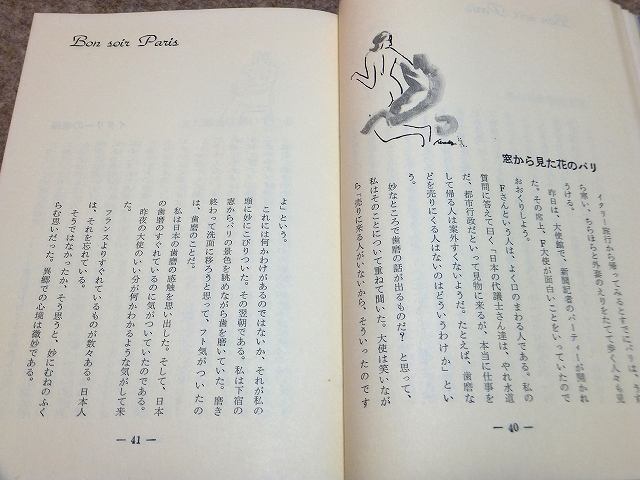 窓から見た花のパリ
イタリー旅行から帰ってみるとすでにパリは、う
ら寒い、ちらほらと外套のえりをたてて歩く人々も見
うける。
昨日は、大使館で、新聞記者のパーティーが開かれ
た。その席上、F大使が面白いことをいっていたので
おおくりしよう。
Fさんという人は、よく口のまわる人である。私の
質問に答えて曰く「日本の代議士さん達は、やれ水道
だ、都市行政だといって見物に来るが、本当に仕事を
して帰る人は案外すくないようだ。たとえば、歯磨な
どを売りにくる人はないのはどういうわけか」とい
う。
妙なところで歯磨の話が出るものだ？　と思って、
私はそのことについて重ねて聞いた。大使は笑いなが
ら「売りに来る人がいないから、そういったのです
— 40 —
Bon soir Paris
よ」という。
これには何かわけがあるのではないか、それが私の
頭に妙にこびりついた。その翌朝である。私は下宿の
窓からパリの景色を眺めながら歯を磨いていた。磨き
終わって洗面に移ろうと思って、フト気がついたの
は、歯磨のことだ。
私は日本の歯磨の感触を思い出した。そして、日本
の歯磨のすぐれているのに気がついていたのである。
昨夜の大使のいい分が何かわかるような気がして来
た。
フランスよりすぐれているものが数々ある。日本人
は、それを忘れている。
そうではなかったか、そう思うと、妙にむねのふく
らむ思いだった。異郷での心境は微妙である。
— 41 —